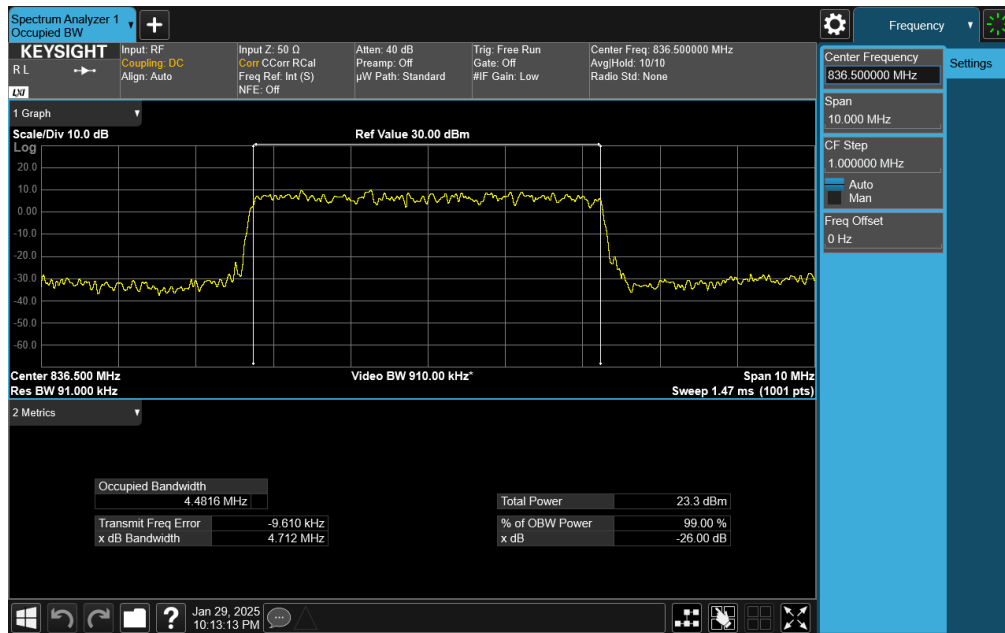 Spectrum Analyzer 1
Occupied BW
Frequency
KEYSIGHT
R L
LXI
Input: RF
Coupling: DC
Align: Auto
Input Z: 50 Ω
Corr CCorr RCal
Freq Ref: Int (S)
NFE: Off
Atten: 40 dB
Preamp: Off
µW Path: Standard
Trig: Free Run
Gate: Off
#IF Gain: Low
Center Freq: 836.500000 MHz
Avg|Hold: 10/10
Radio Std: None
Center Frequency
836.500000 MHz
Settings
Span
10.000 MHz
CF Step
1.000000 MHz
Auto
Man
Freq Offset
0 Hz
1 Graph
Scale/Div 10.0 dB
Ref Value 30.00 dBm
Log
20.0
10.0
0.00
-10.0
-20.0
-30.0
-40.0
-50.0
-60.0
Center 836.500 MHz
Video BW 910.00 kHz*
Span 10 MHz
Res BW 91.000 kHz
Sweep 1.47 ms (1001 pts)
2 Metrics
Occupied Bandwidth
4.4816 MHz
Transmit Freq Error -9.610 kHz
x dB Bandwidth 4.712 MHz
Total Power 23.3 dBm
% of OBW Power 99.00 %
x dB -26.00 dB
?
Jan 29, 2025
10:13:13 PM